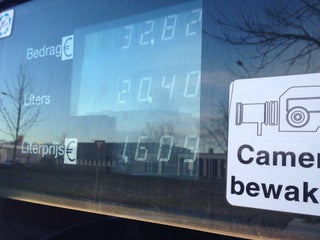 Bedrag € 32,82
Liters 20,40
Literprijs € 1,609
Camer
bewak